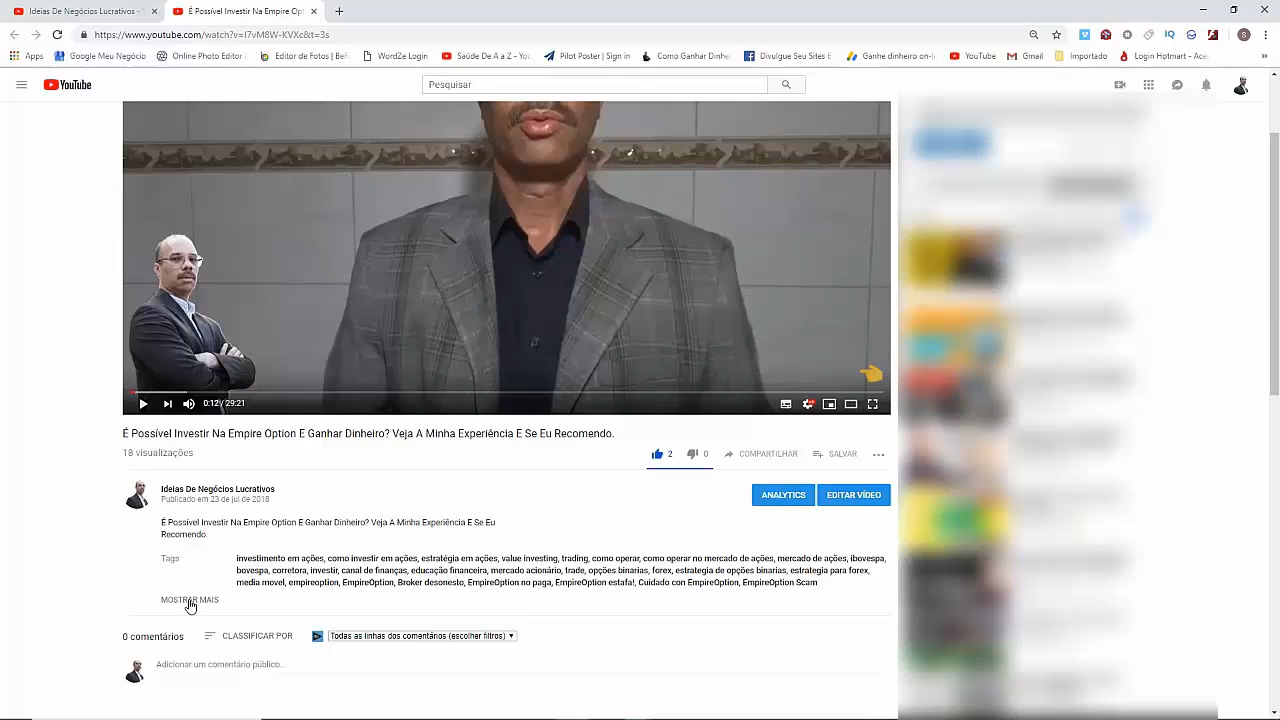 Ideias De Negócios Lucrativos - Y
É Possível Investir Na Empire Op
https://www.youtube.com/watch?v=I7vM8W-KVXc&t=3s
Apps
Google Meu Negócio
Online Photo Editor |
Editor de Fotos | BeF
WordZe Login
Saúde De A a Z - You
Pilot Poster | Sign in
Como Ganhar Dinhe
Divulgue Seu Sites E
Ganhe dinheiro on-li
YouTube
Gmail
Importado
Login Hotmart - Aces
YouTube
Pesquisar
0:12 / 29:21
É Possível Investir Na Empire Option E Ganhar Dinheiro? Veja A Minha Experiência E Se Eu Recomendo.
18 visualizações
2
0
COMPARTILHAR
SALVAR
Ideias De Negócios Lucrativos
Publicado em 23 de jul de 2018
ANALYTICS
EDITAR VÍDEO
É Possível Investir Na Empire Option E Ganhar Dinheiro? Veja A Minha Experiência E Se Eu
Recomendo.
Tags
investimento em ações, como investir em ações, estratégia em ações, value investing, trading, como operar, como operar no mercado de ações, mercado de ações, ibovespa,
bovespa, corretora, investir, canal de finanças, educação financeira, mercado acionário, trade, opções binarias, forex, estrategia de opções binarias, estrategia para forex,
media movel, empireoption, EmpireOption, Broker desonesto, EmpireOption no paga, EmpireOption estafa!, Cuidado con EmpireOption, EmpireOption Scam
MOSTRAR MAIS
0 comentários
CLASSIFICAR POR
Todas as linhas dos comentários (escolher filtros)
Adicionar um comentário público...